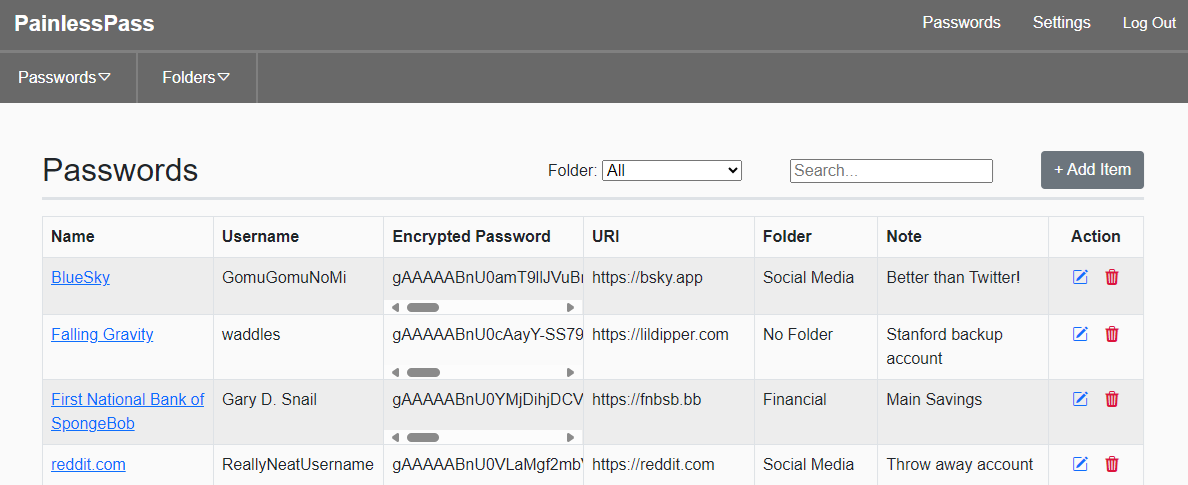 PainlessPass Passwords Settings Log Out
Passwords Folders
Passwords Folder: All Search... + Add Item
Name Username Encrypted Password URI Folder Note Action
BlueSky GomuGomuNoMi https://bsky.app Social Media Better than Twitter!
Falling Gravity waddles gAAAAABnU0cAayY-SS79 https://lildipper.com No Folder Stanford backup
account
First National Bank of Gary D. Snail gAAAAABnU0YMjDihjDCV https://fnbsb.bb Financial Main Savings
SpongeBob
reddit.com ReallyNeatUsername https://reddit.com Social Media Throw away account